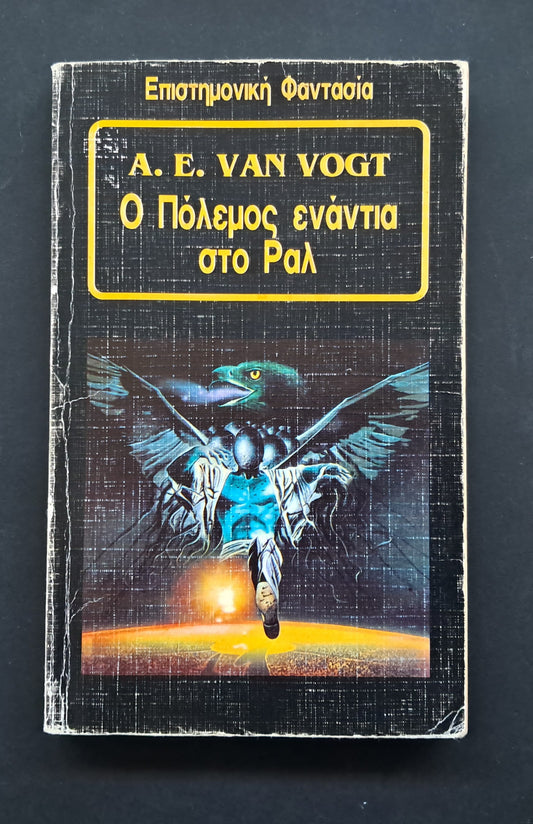 Επιστημονική Φαντασία
A. E. VAN VOGT
Ο Πόλεμος ενάντια
στο Ραλ